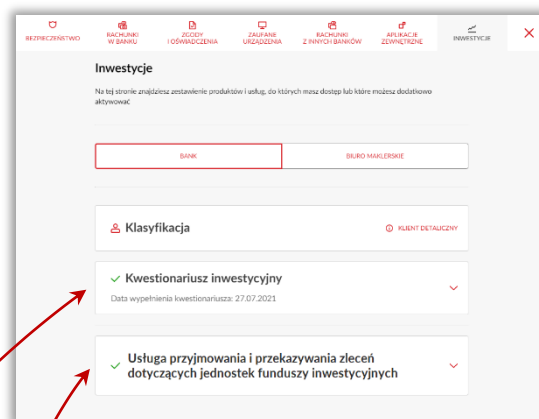 BEZPIECZEŃSTWO
RACHUNKI
W BANKU
ZGODY
I OŚWIADCZENIA
ZAUFANE
URZĄDZENIA
RACHUNKI
Z INNYCH BANKÓW
APLIKACJE
ZEWNĘTRZNE
INWESTYCJE
Inwestycje
Na tej stronie znajdziesz zestawienie produktów i usług, do których masz dostęp lub które możesz dodatkowo
aktywować
BANK
BIURO MAKLERSKIE
Klasyfikacja
KLIENT DETALICZNY
Kwestionariusz inwestycyjny
Data wypełnienia kwestionariusza: 27.07.2021
Usługa przyjmowania i przekazywania zleceń
dotyczących jednostek funduszy inwestycyjnych